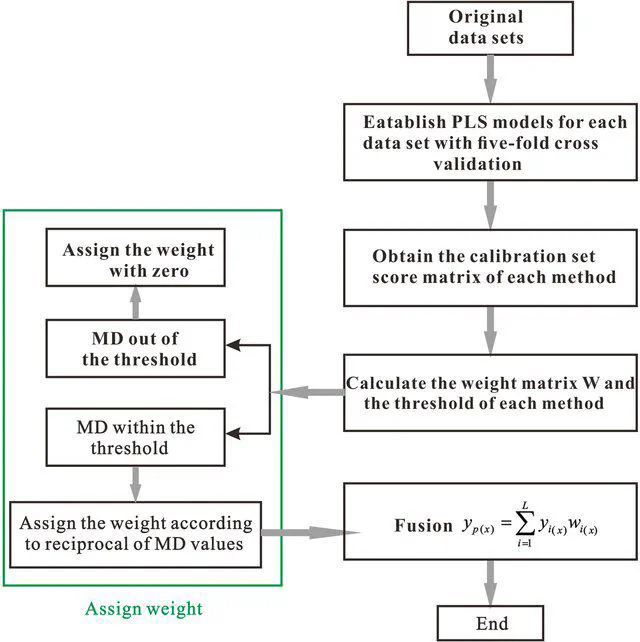 Original
data sets
Eatablish PLS models for each
data set with five-fold cross
validation
Obtain the calibration set
score matrix of each method
Calculate the weight matrix W and
the threshold of each method
Assign the weight
with zero
MD out of
the threshold
MD within the
threshold
Assign the weight according
to reciprocal of MD values
Assign weight
Fusion $y_{p(x)} = \sum_{i=1}^{L} y_{i(x)} w_{i(x)}$
End